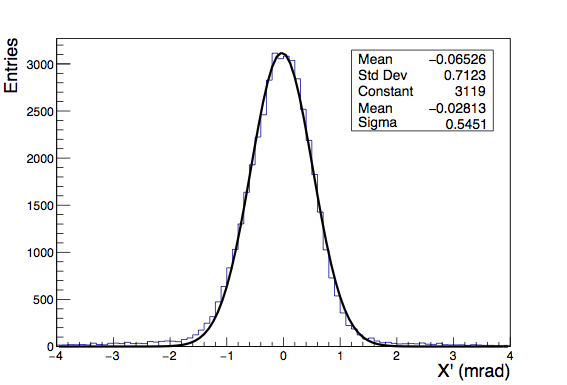 Entries
3000
2500
2000
1500
1000
500
0
−4 −3 −2 −1 0 1 2 3 4
X' (mrad)
Mean −0.06526
Std Dev 0.7123
Constant 3119
Mean −0.02813
Sigma 0.5451